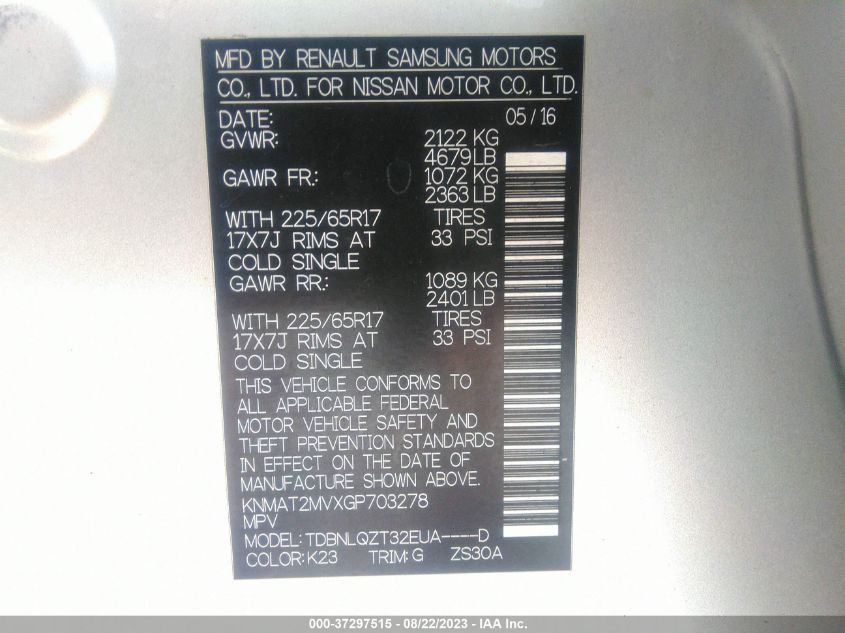 MFD BY RENAULT SAMSUNG MOTORS
CO., LTD. FOR NISSAN MOTOR CO., LTD.
DATE: 05/16
GVWR: 2122 KG
4679LB
GAWR FR.: 1072 KG
2363 LB
WITH 225/65R17 TIRES
17X7J RIMS AT 33 PSI
COLD SINGLE
GAWR RR.: 1089 KG
2401 LB
WITH 225/65R17 TIRES
17X7J RIMS AT 33 PSI
COLD SINGLE
THIS VEHICLE CONFORMS TO
ALL APPLICABLE FEDERAL
MOTOR VEHICLE SAFETY AND
THEFT PREVENTION STANDARDS
IN EFFECT ON THE DATE OF
MANUFACTURE SHOWN ABOVE.
KNMAT2MVXGP703278
MPV
MODEL: TDBNLQZT32EUA----D
COLOR: K23 TRIM: G ZS30A
000-37297515 - 08/22/2023 - IAA Inc.